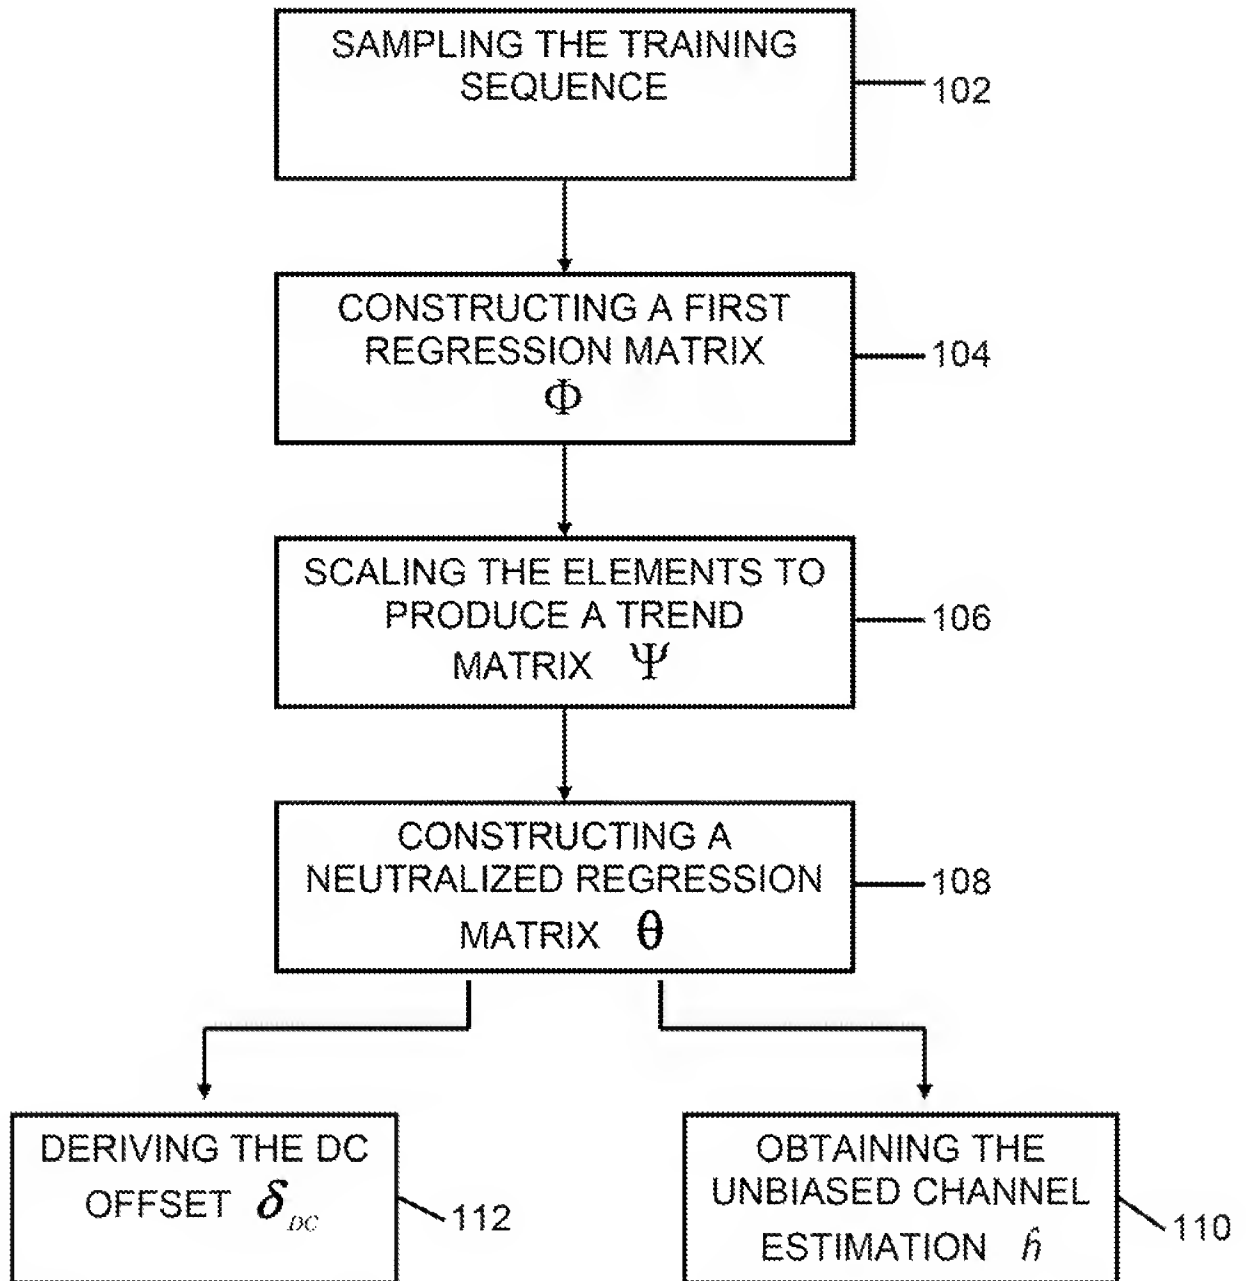 SAMPLING THE TRAINING
SEQUENCE
102
CONSTRUCTING A FIRST
REGRESSION MATRIX
Φ
104
SCALING THE ELEMENTS TO
PRODUCE A TREND
MATRIX Ψ
106
CONSTRUCTING A
NEUTRALIZED REGRESSION
MATRIX θ
108
DERIVING THE DC
OFFSET δ_DC
112
OBTAINING THE
UNBIASED CHANNEL
ESTIMATION ĥ
110